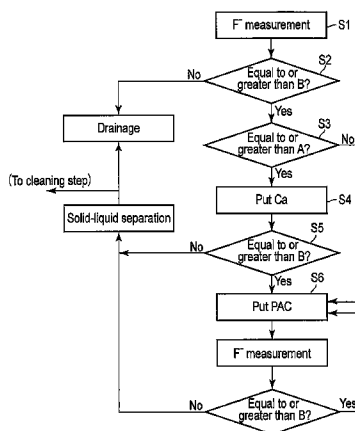 F⁻ measurement
S1
S2
No
Equal to or
greater than B?
Yes
S3
Drainage
Equal to or
greater than A?
No
(To cleaning step)
Yes
Put Ca
S4
Solid-liquid separation
S5
No
Equal to or
greater than B?
Yes
S6
Put PAC
F⁻ measurement
No
Equal to or
greater than B?
Yes